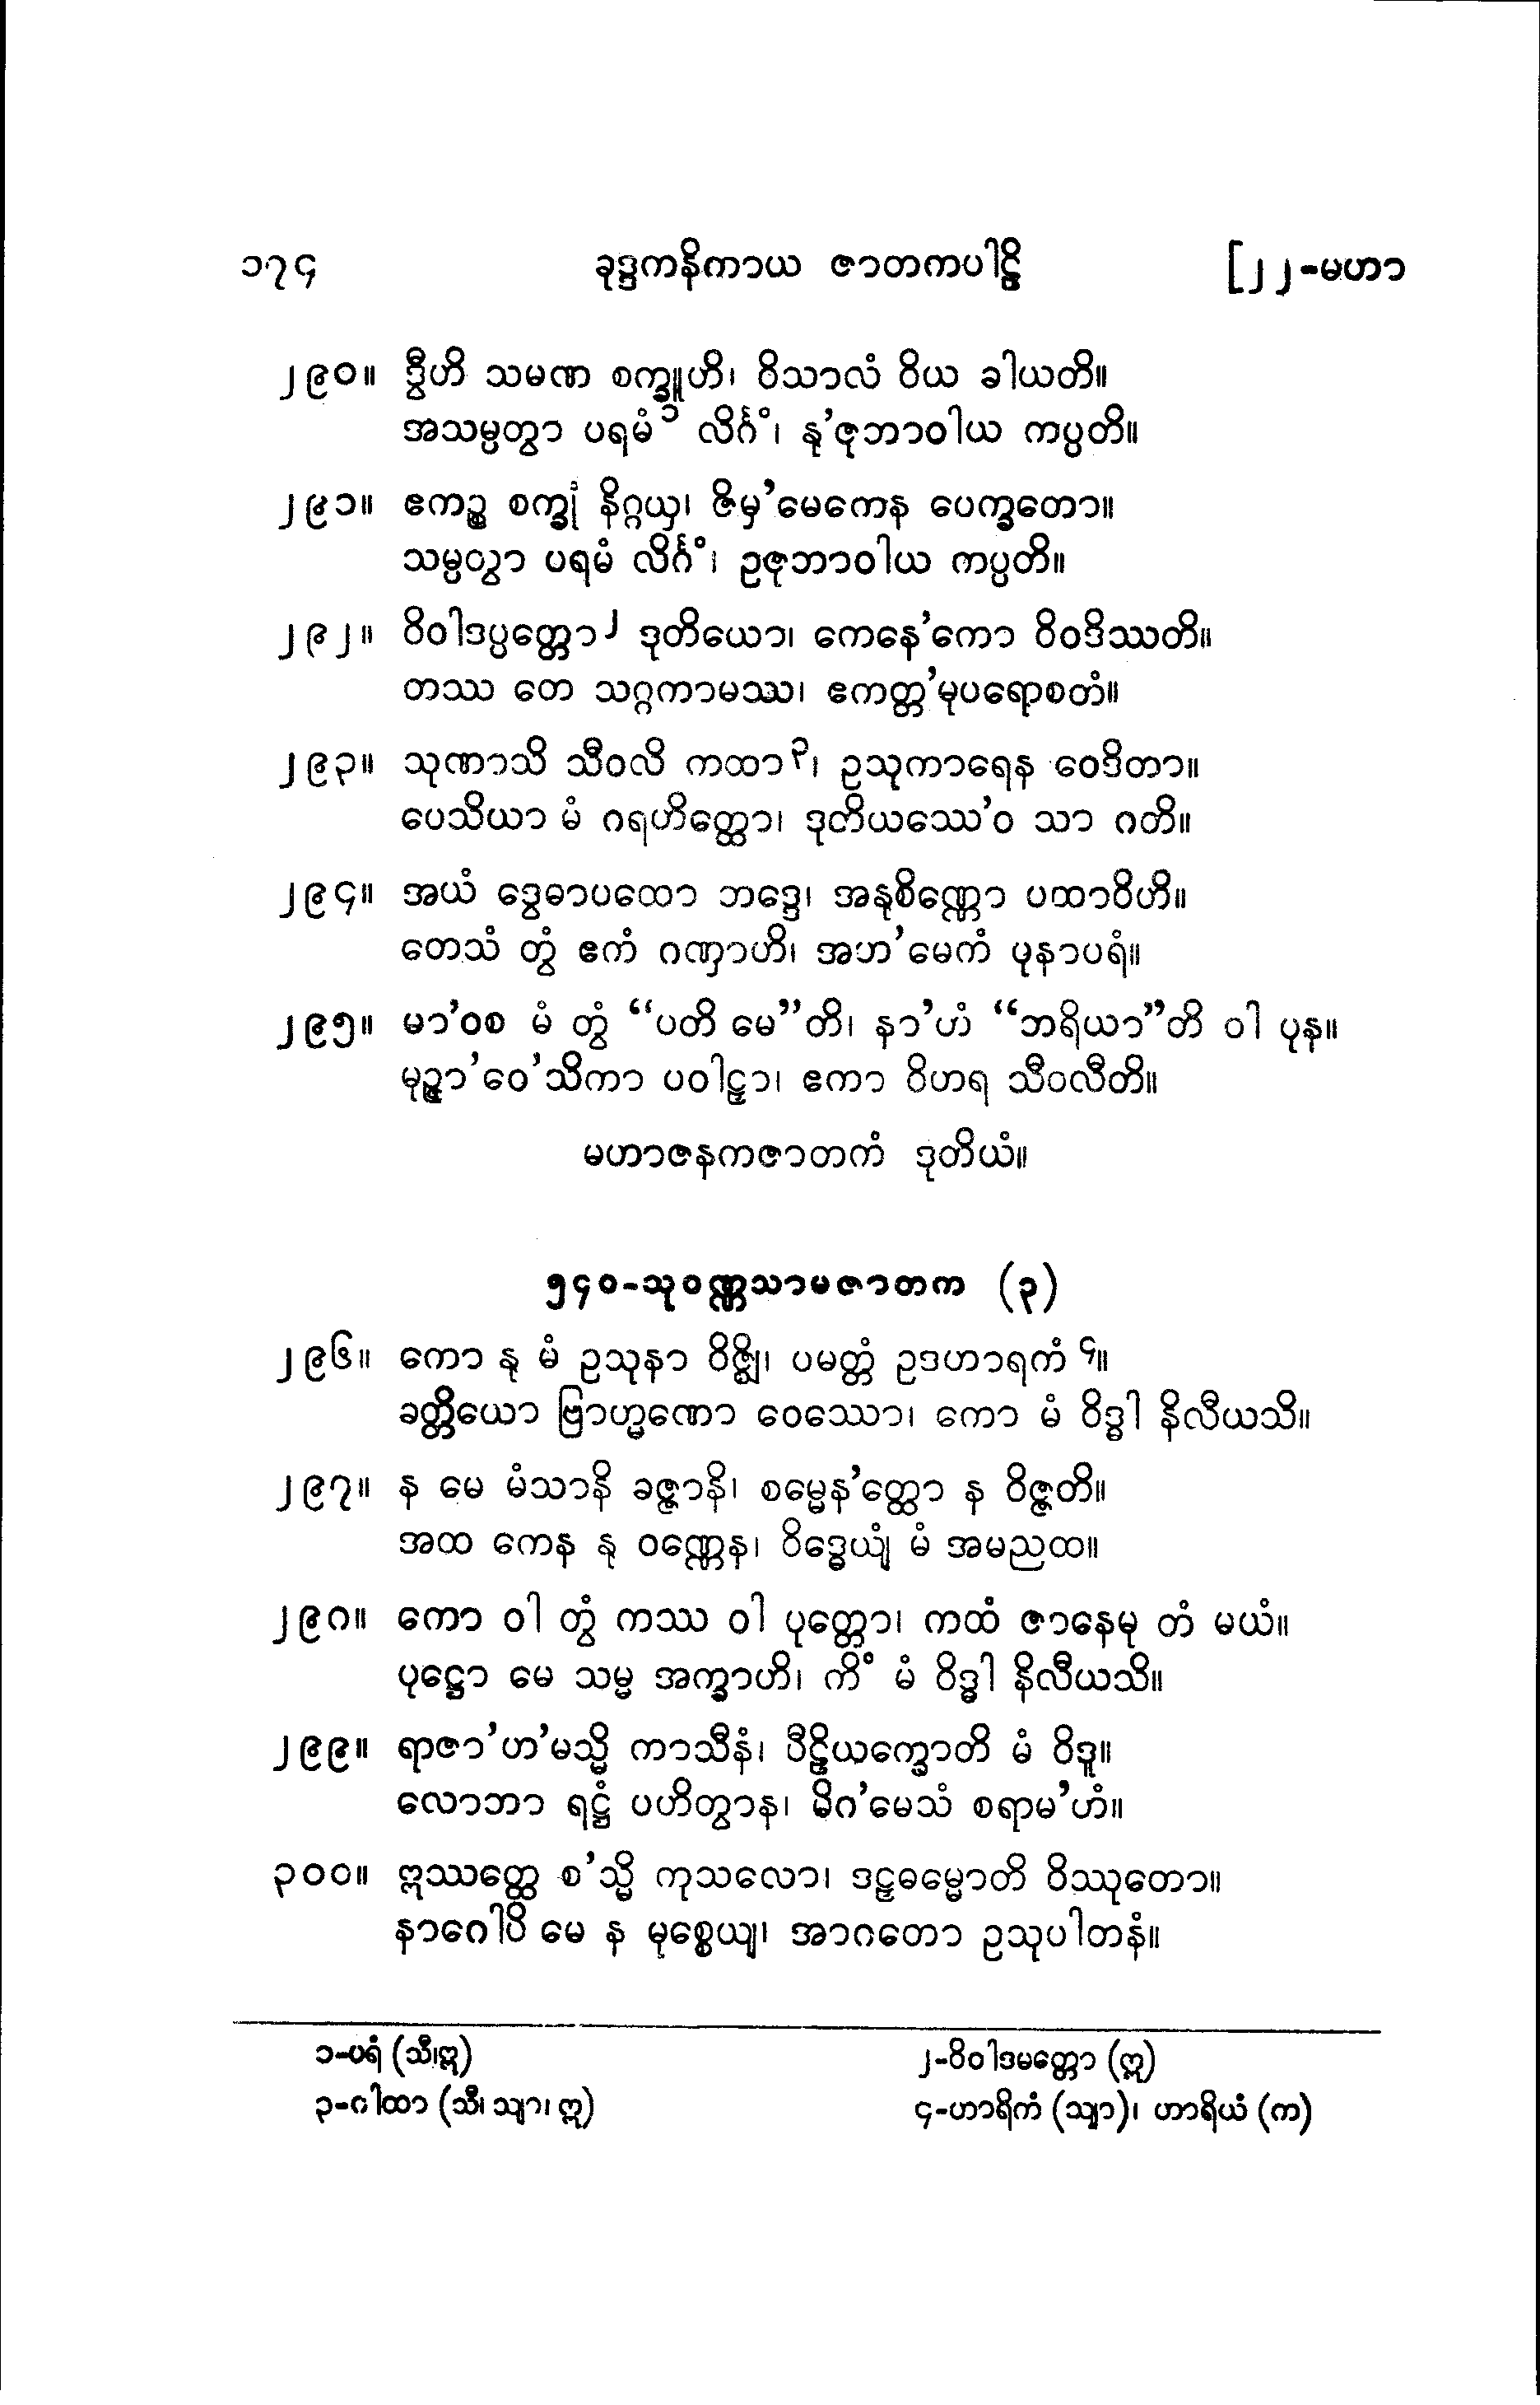 ၁၇၄ ခုဒ္ဒကနိကာယ ဇာတကပါဠိ [၂၂-မဟာ
၂၉၀။ ဒွီဟိ သမဏ စက္ခူဟိ၊ ဝိသာလံ ဝိယ ခါယတိ။
အသမ္ပတွာ ပရမံ ၁ လိင်္ဂံ၊ နု’ဇုဘာဝါယ ကပ္ပတိ။
၂၉၁။ ဧကဉ္စ စက္ခုံ နိဂ္ဂယှ၊ ဇိမှ’မေကေန ပေက္ခတော။
သမ္ပတွာ ပရမံ လိင်္ဂံ၊ ဥဇုဘာဝါယ ကပ္ပတိ။
၂၉၂။ ဝိဝါဒပ္ပတ္တော ၂ ဒုတိယော၊ ကေနေ’ကော ဝိဝဒိဿတိ။
တဿ တေ သဂ္ဂကာမဿ၊ ဧကတ္တ’မုပရောစတံ။
၂၉၃။ သုဏာသိ သီဝလိ ကထာ ၃၊ ဥသုကာရေန ဝေဒိတာ။
ပေသိယာ မံ ဂရဟိတ္ထော၊ ဒုတိယဿေ’ဝ သာ ဂတိ။
၂၉၄။ အယံ ဒွေဓာပထော ဘဒ္ဒေ၊ အနုစိဏ္ဏော ပထာဝိဟိ။
တေသံ တွံ ဧကံ ဂဏှာဟိ၊ အဟ’မေကံ ပုနာပရံ။
၂၉၅။ မာ’ဝစ မံ တွံ “ပတိ မေ”တိ၊ နာ’ဟံ “ဘရိယာ”တိ ဝါ ပုန။
မုဉ္ဇာ’ဝေ’သိကာ ပဝါဠှာ၊ ဧကာ ဝိဟရ သီဝလီတိ။
မဟာဇနကဇာတကံ ဒုတိယံ။
၅၄၀-သုဝဏ္ဏသာမဇာတက (၃)
၂၉၆။ ကော နု မံ ဥသုနာ ဝိဇ္ဈိ၊ ပမတ္တံ ဥဒဟာရကံ ၄။
ခတ္တိယော ဗြာဟ္မဏော ဝေဿော၊ ကော မံ ဝိဒ္ဓါ နိလီယသိ။
၂၉၇။ န မေ မံသာနိ ခဇ္ဇာနိ၊ စမ္မေန’တ္ထော န ဝိဇ္ဇတိ။
အထ ကေန နု ဝဏ္ဏေန၊ ဝိဒ္ဓေယျံ မံ အမညထ။
၂၉၈။ ကော ဝါ တွံ ကဿ ဝါ ပုတ္တော၊ ကထံ ဇာနေမု တံ မယံ။
ပုဋ္ဌော မေ သမ္မ အက္ခာဟိ၊ ကိံ မံ ဝိဒ္ဓါ နိလီယသိ။
၂၉၉။ ရာဇာ’ဟ’မသ္မိ ကာသီနံ၊ ပီဠိယက္ခောတိ မံ ဝိဒူ။
လောဘာ ရဋ္ဌံ ပဟိတွာန၊ မိဂ’မေသံ စရာမ’ဟံ။
၃၀၀။ ဣဿတ္ထေ စ’သ္မိ ကုသလော၊ ဒဠှဓမ္မောတိ ဝိဿုတော။
နာဂေါပိ မေ န မုစ္စေယျ၊ အာဂတော ဥသုပါတနံ။
၁-ပရံ (သီ၊ဣ) ၂-ဝိဝါဒမတ္တော (ဣ)
၃-ဂါထာ (သီ၊ သျာ၊ ဣ) ၄-ဟာရိကံ (သျာ)၊ ဟာရိယံ (က)